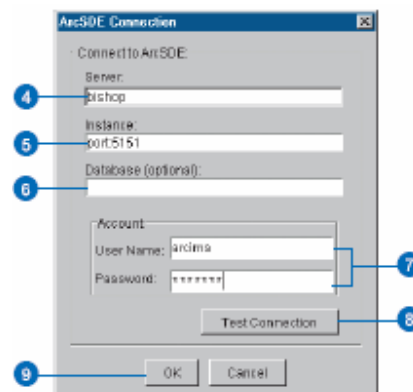 ArcSDE Connection
Connect to ArcSDE:
Server:
4
bishop
Instance:
5
port:5151
Database (optional):
6
Account
User Name: arcims
7
Password: *******
8
Test Connection
9
OK Cancel